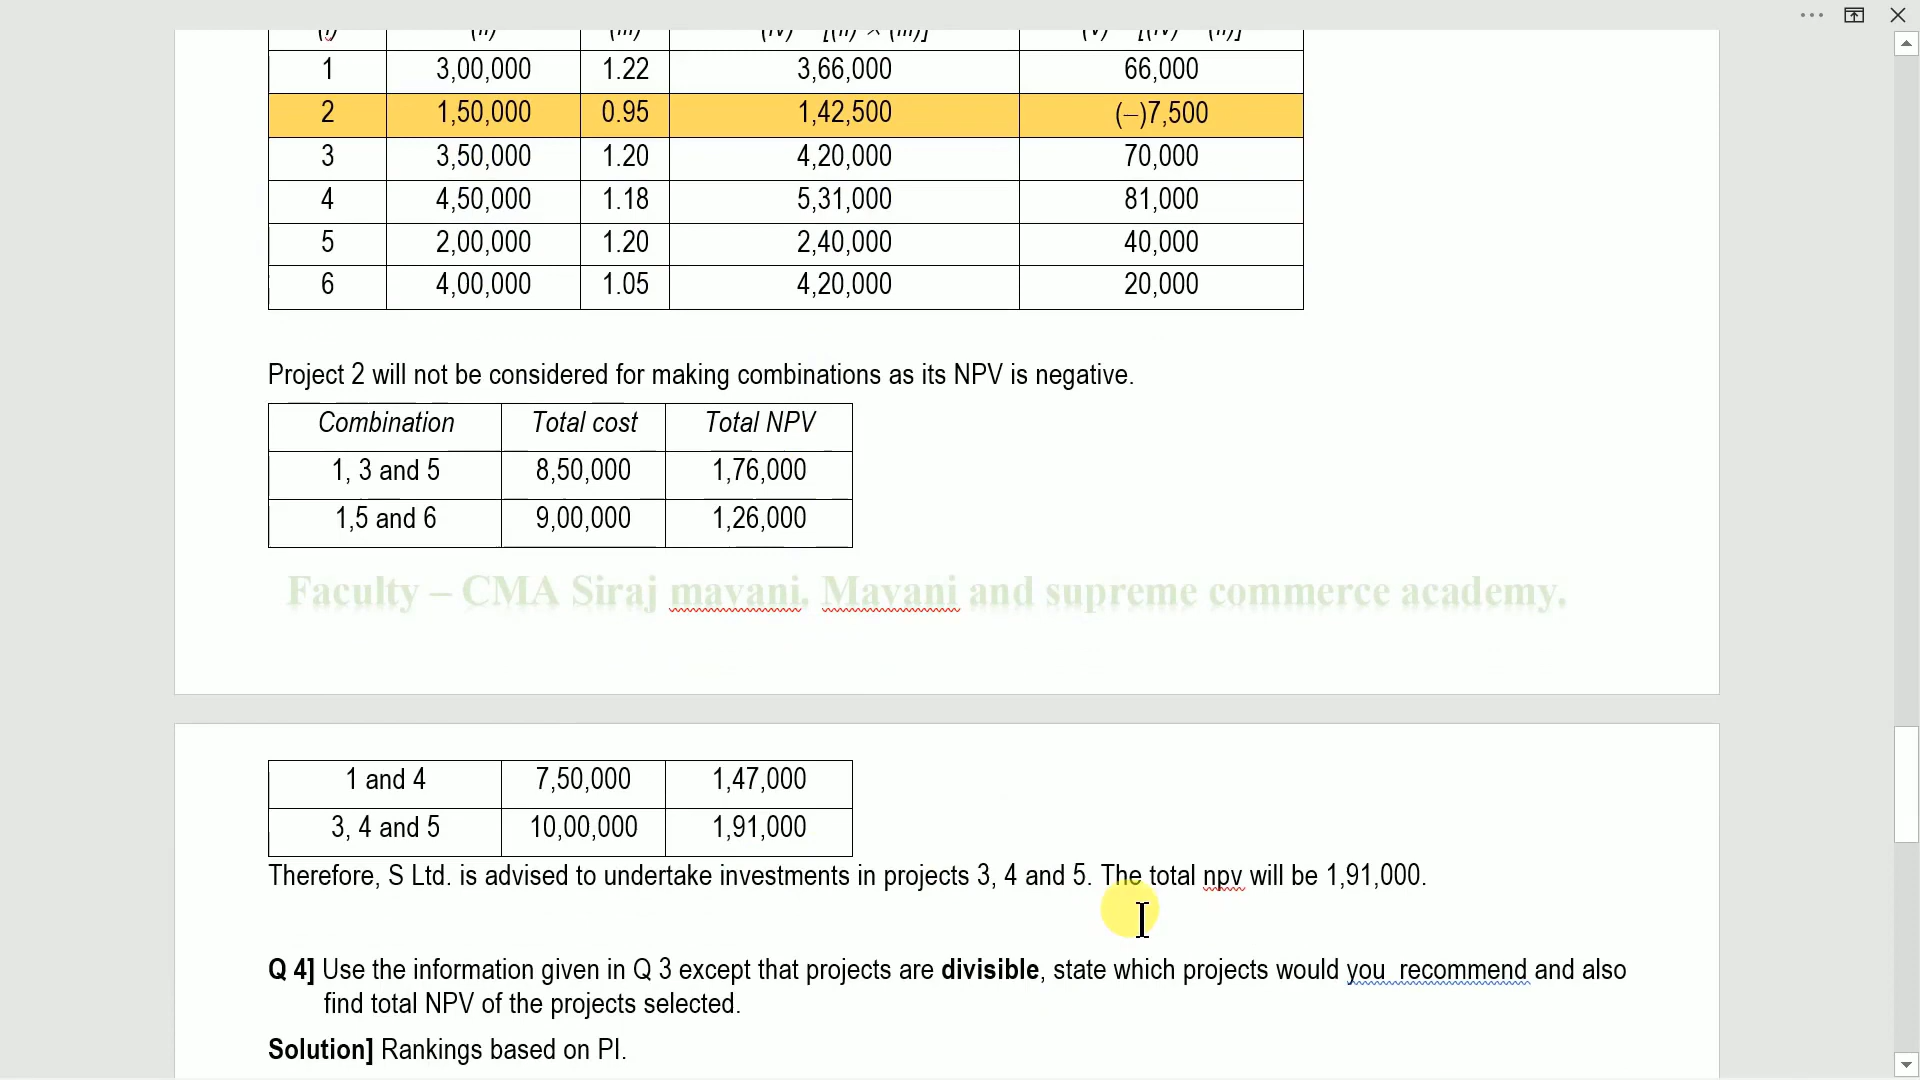 (i) (ii) (iii) (iv) = [(ii) × (iii)] (v) = [(iv) – (ii)]
1 3,00,000 1.22 3,66,000 66,000
2 1,50,000 0.95 1,42,500 (–)7,500
3 3,50,000 1.20 4,20,000 70,000
4 4,50,000 1.18 5,31,000 81,000
5 2,00,000 1.20 2,40,000 40,000
6 4,00,000 1.05 4,20,000 20,000
Project 2 will not be considered for making combinations as its NPV is negative.
Combination Total cost Total NPV
1, 3 and 5 8,50,000 1,76,000
1,5 and 6 9,00,000 1,26,000
Faculty – CMA Siraj mavani. Mavani and supreme commerce academy.
1 and 4 7,50,000 1,47,000
3, 4 and 5 10,00,000 1,91,000
Therefore, S Ltd. is advised to undertake investments in projects 3, 4 and 5. The total npv will be 1,91,000.
Q 4] Use the information given in Q 3 except that projects are divisible, state which projects would you recommend and also
find total NPV of the projects selected.
Solution] Rankings based on PI.